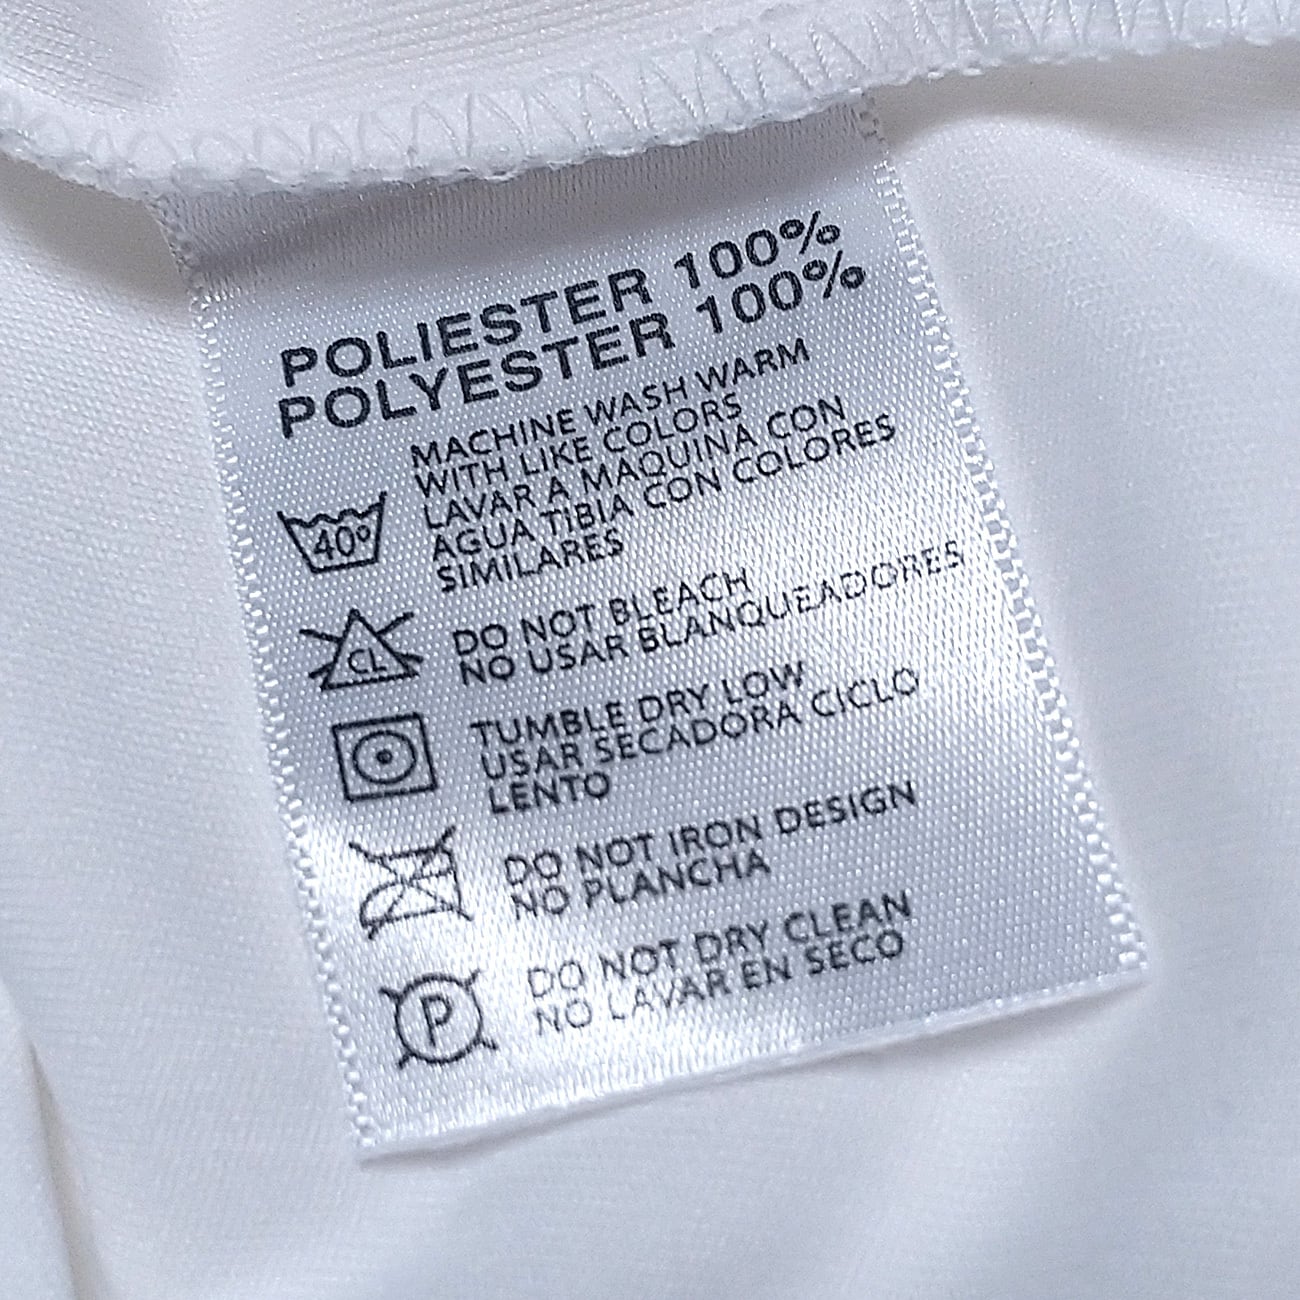 POLIESTER 100%
POLYESTER 100%
MACHINE WASH WARM
WITH LIKE COLORS
LAVAR A MAQUINA CON
AGUA TIBIA CON COLORES
SIMILARES
40º
DO NOT BLEACH
NO USAR BLANQUEADORES
CL
TUMBLE DRY LOW
USAR SECADORA CICLO
LENTO
DO NOT IRON DESIGN
NO PLANCHA
DO NOT DRY CLEAN
NO LAVAR EN SECO
P